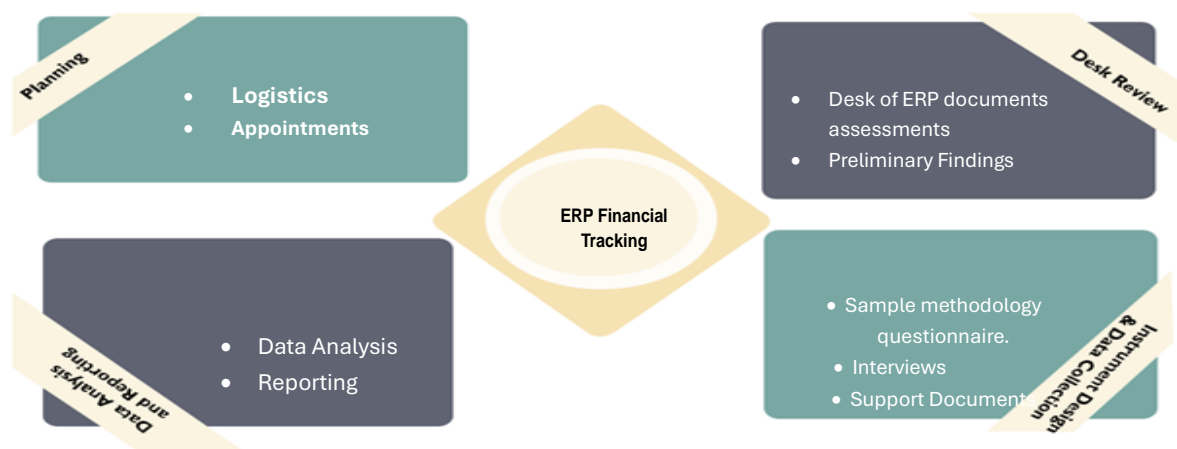 Planning
• Logistics
• Appointments
Desk Review
• Desk of ERP documents
assessments
• Preliminary Findings
ERP Financial
Tracking
Data Analysis
and Reporting
• Data Analysis
• Reporting
Instrument Design
& Data Collection
• Sample methodology
questionnaire.
• Interviews
• Support Documents